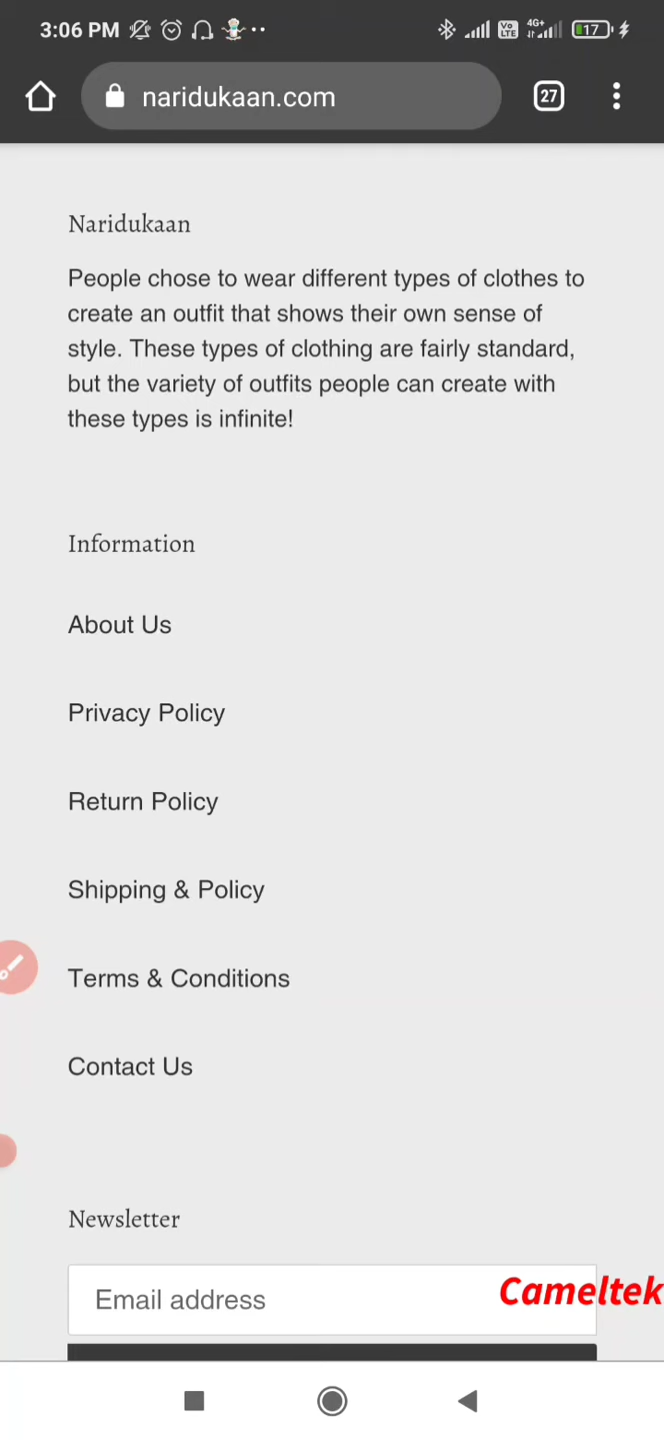 3:06 PM
Vo LTE 4G+ 17
naridukaan.com
27
Naridukaan
People chose to wear different types of clothes to
create an outfit that shows their own sense of
style. These types of clothing are fairly standard,
but the variety of outfits people can create with
these types is infinite!
Information
About Us
Privacy Policy
Return Policy
Shipping & Policy
Terms & Conditions
Contact Us
Newsletter
Email address
Cameltek